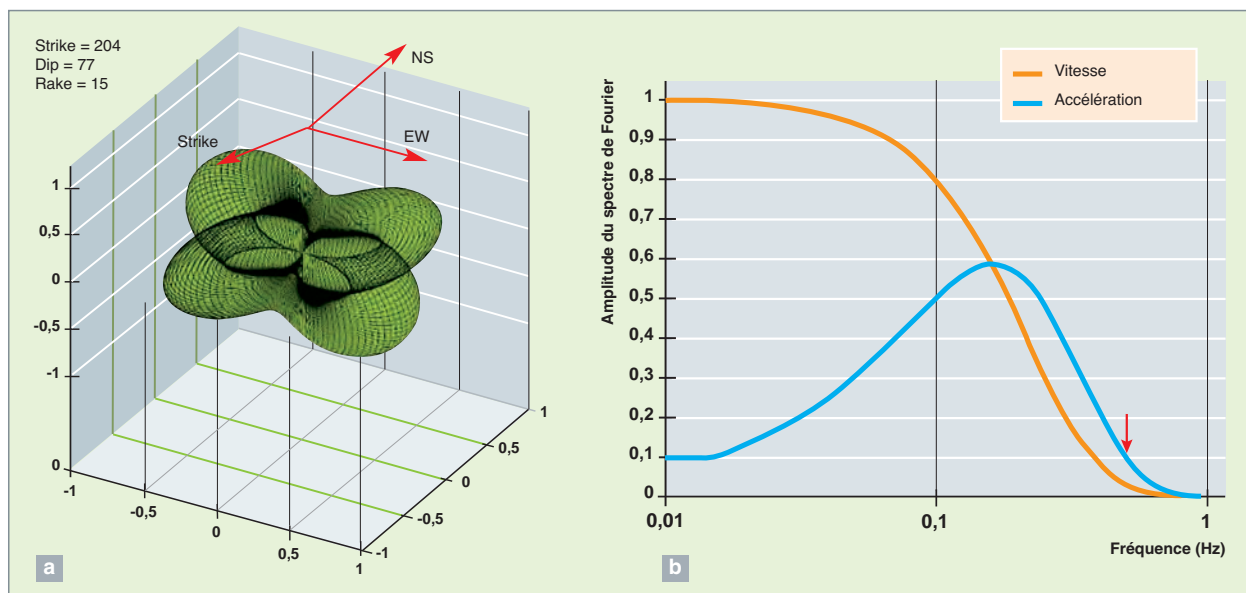 Strike = 204
Dip = 77
Rake = 15
NS
EW
Strike
1
0,5
0
-0,5
-1
0
-1
-0,5
0
0,5
1
-1
-0,5
0
0,5
1
a
Vitesse
Accélération
Amplitude du spectre de Fourier
1
0,9
0,8
0,7
0,6
0,5
0,4
0,3
0,2
0,1
0
0,01
0,1
1
Fréquence (Hz)
b